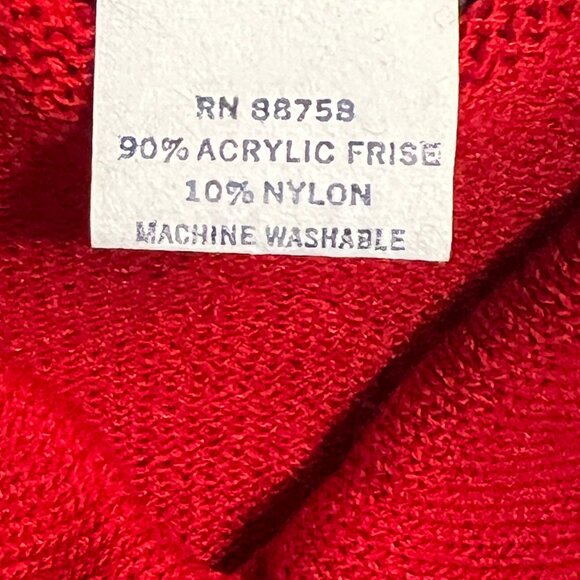 RN 88758
90% ACRYLIC FRISE
10% NYLON
MACHINE WASHABLE